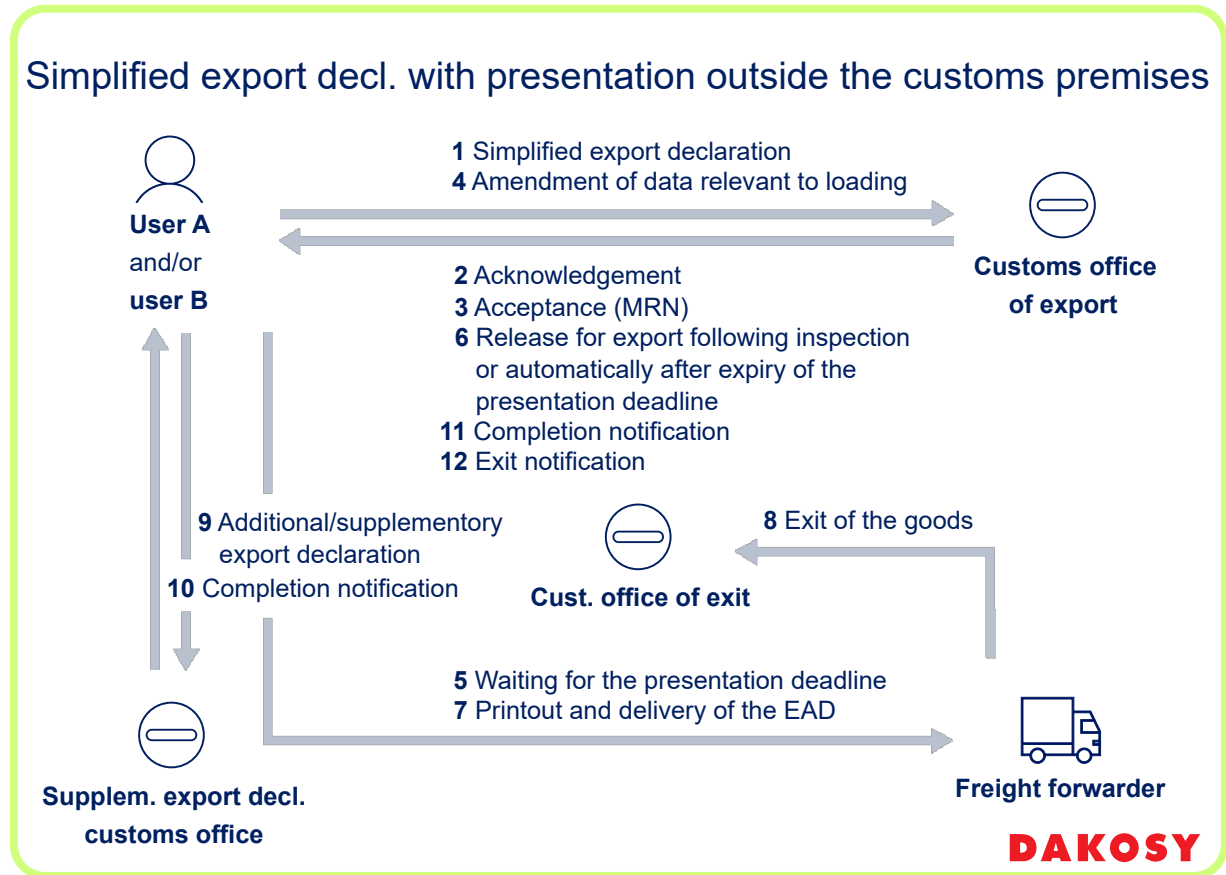 Simplified export decl. with presentation outside the customs premises
1 Simplified export declaration
4 Amendment of data relevant to loading
User A
and/or
user B
Customs office
of export
2 Acknowledgement
3 Acceptance (MRN)
6 Release for export following inspection
or automatically after expiry of the
presentation deadline
11 Completion notification
12 Exit notification
9 Additional/supplementory
export declaration
10 Completion notification
8 Exit of the goods
Cust. office of exit
5 Waiting for the presentation deadline
7 Printout and delivery of the EAD
Supplem. export decl.
customs office
Freight forwarder
DAKOSY